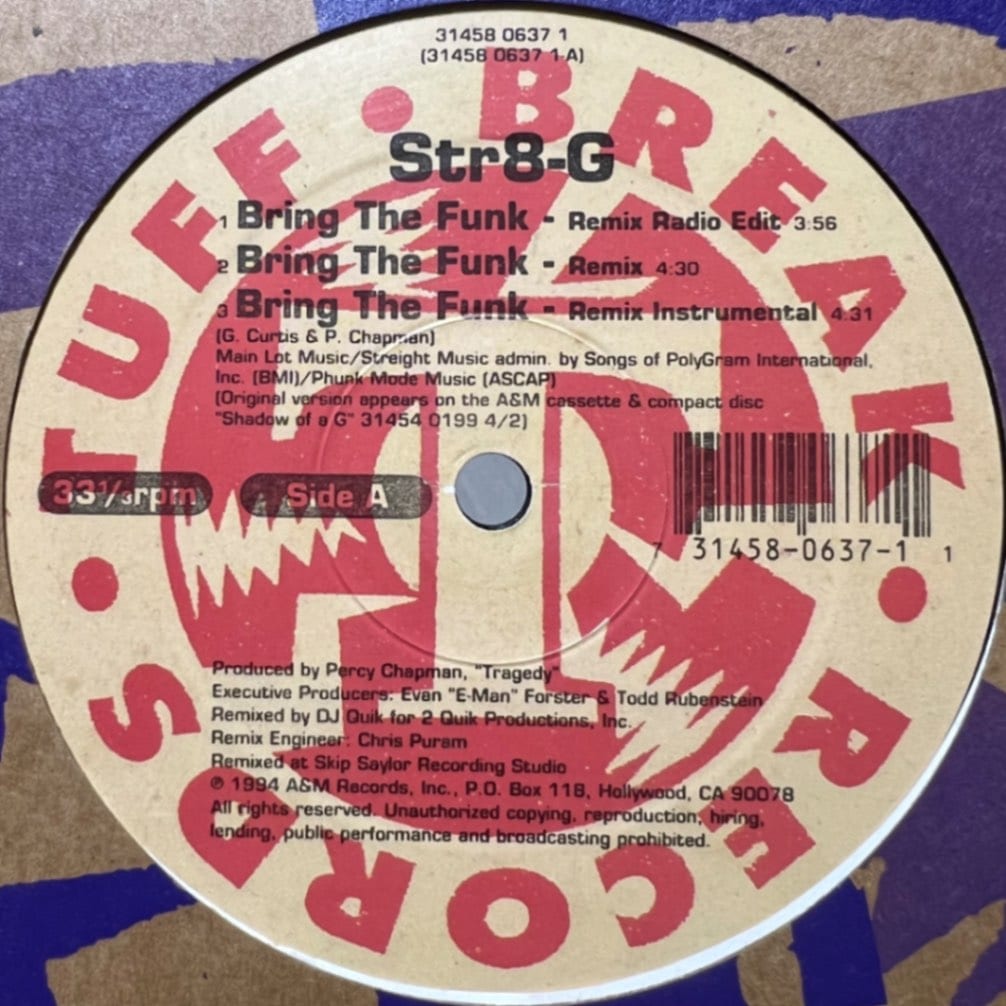 31458 0637 1
(31458 0637 1-A)
TUFF • BREAK • RECORDS •
Str8-G
1 Bring The Funk - Remix Radio Edit 3:56
2 Bring The Funk - Remix 4:30
3 Bring The Funk - Remix Instrumental 4:31
(G. Curtis & P. Chapman)
Main Lot Music/Streight Music admin. by Songs of PolyGram International,
Inc. (BMI)/Phunk Mode Music (ASCAP)
(Original version appears on the A&M cassette & compact disc
"Shadow of a G" 31454 0199 4/2)
33⅓rpm Side A
7 31458-0637-1 1
Produced by Percy Chapman, "Tragedy"
Executive Producers: Evan "E-Man" Forster & Todd Rubenstein
Remixed by DJ Quik for 2 Quik Productions, Inc.
Remix Engineer: Chris Puram
Remixed at Skip Saylor Recording Studio
℗ 1994 A&M Records, Inc., P.O. Box 118, Hollywood, CA 90078
All rights reserved. Unauthorized copying, reproduction, hiring,
lending, public performance and broadcasting prohibited.